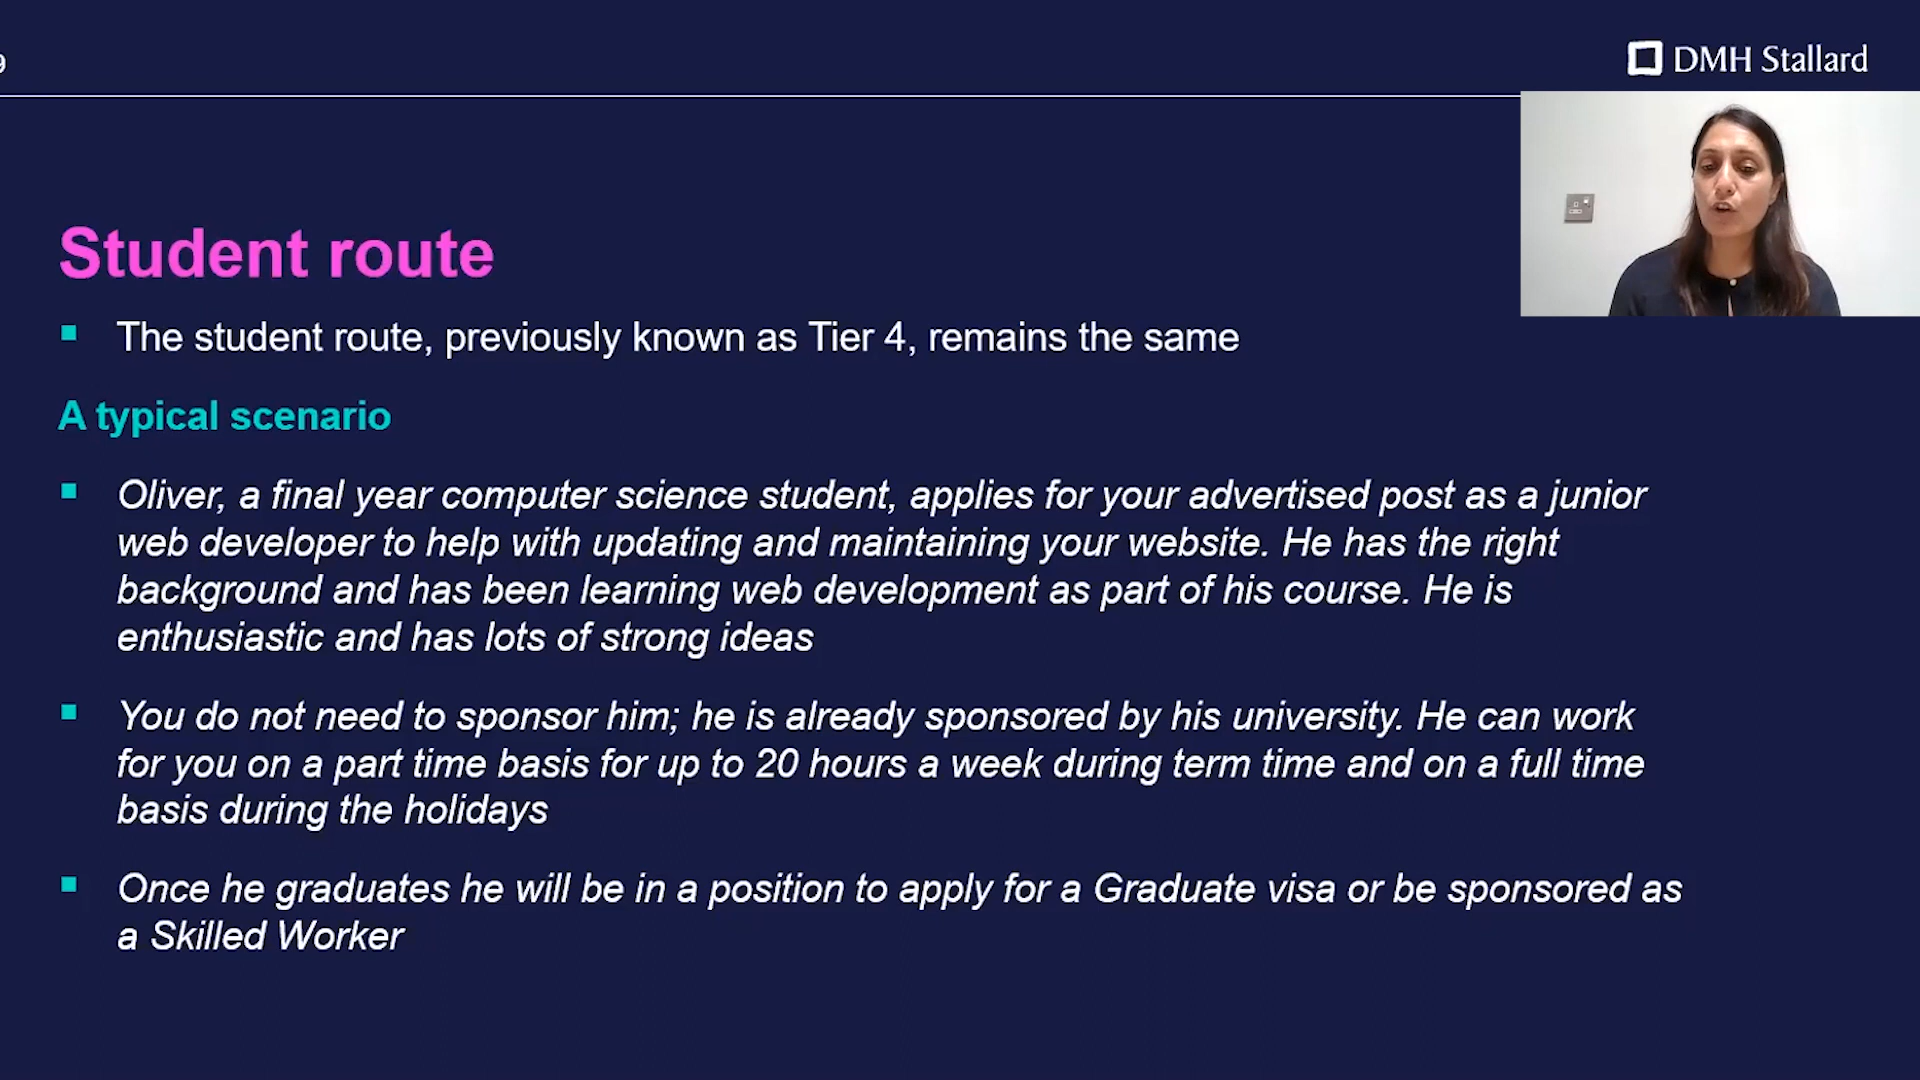 9
DMH Stallard
Student route
The student route, previously known as Tier 4, remains the same
A typical scenario
Oliver, a final year computer science student, applies for your advertised post as a junior
web developer to help with updating and maintaining your website. He has the right
background and has been learning web development as part of his course. He is
enthusiastic and has lots of strong ideas
You do not need to sponsor him; he is already sponsored by his university. He can work
for you on a part time basis for up to 20 hours a week during term time and on a full time
basis during the holidays
Once he graduates he will be in a position to apply for a Graduate visa or be sponsored as
a Skilled Worker